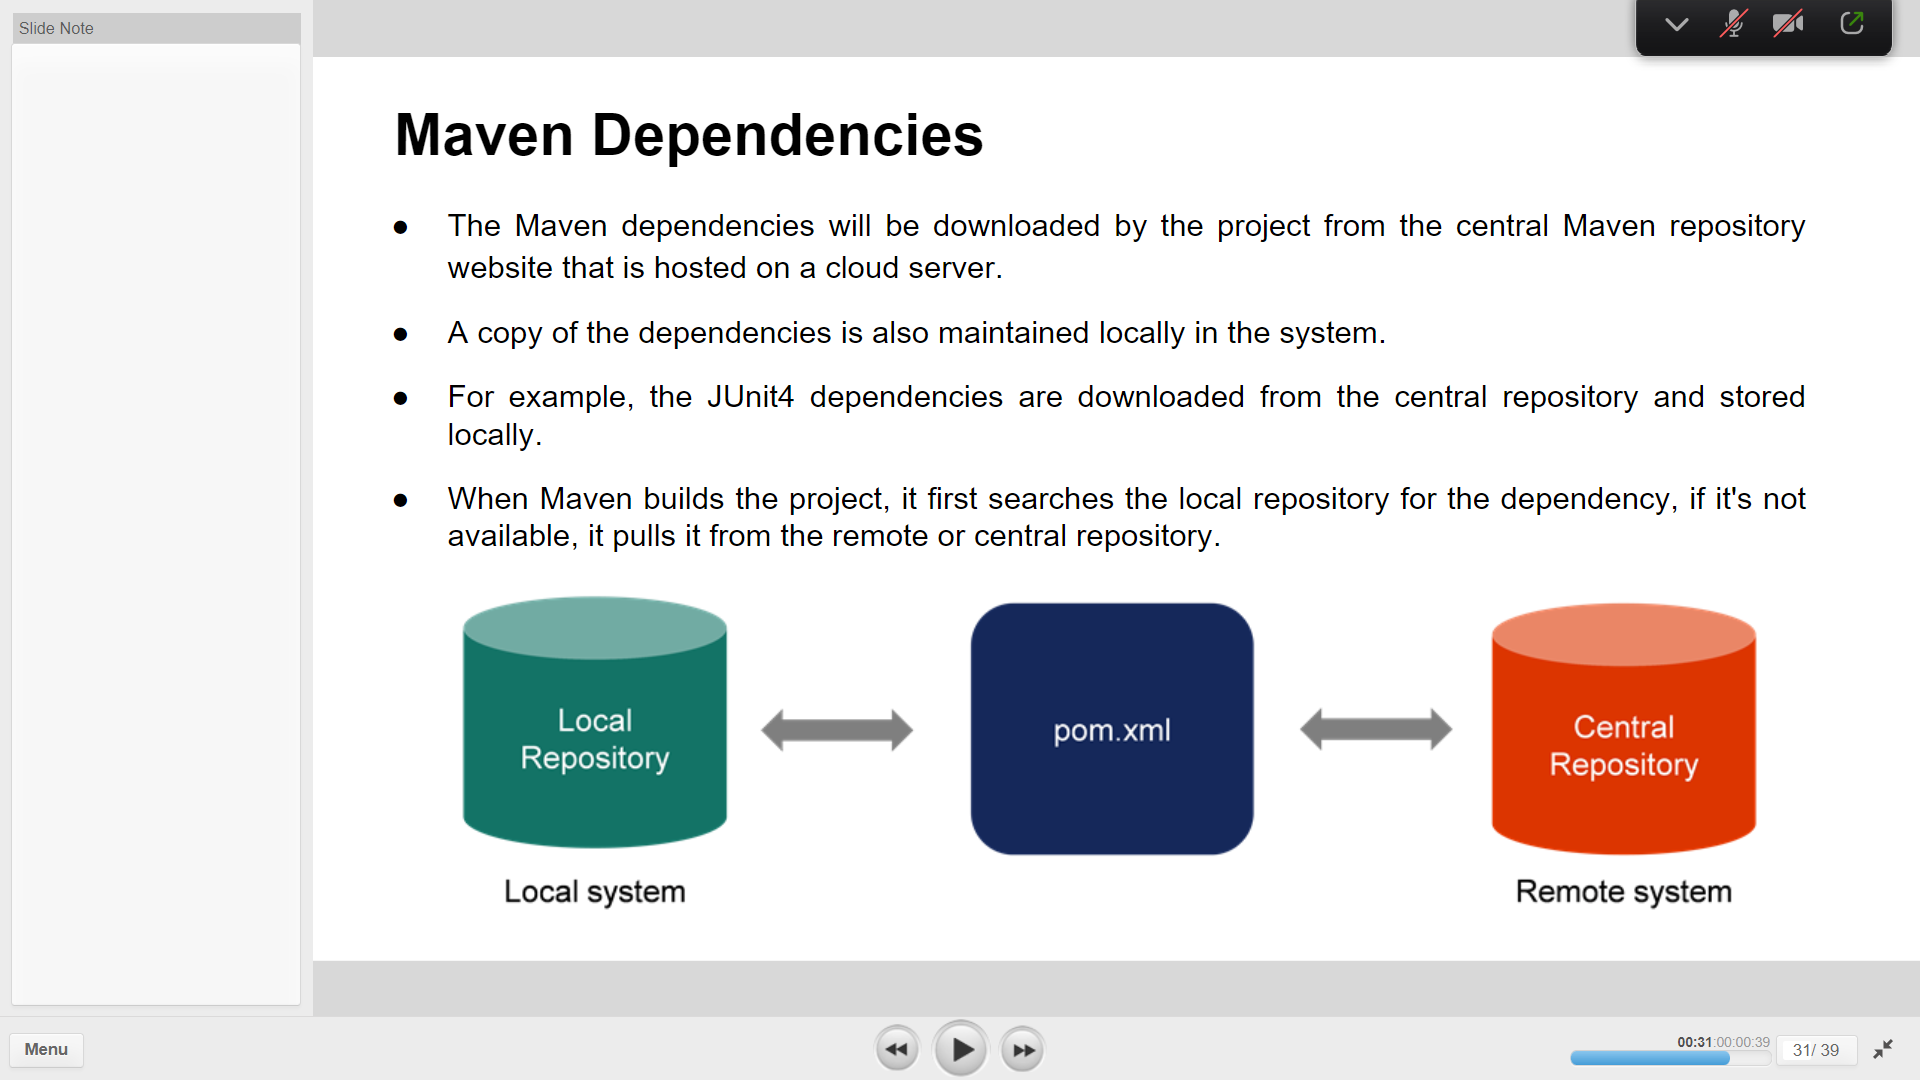 Slide Note
Maven Dependencies
● The Maven dependencies will be downloaded by the project from the central Maven repository
website that is hosted on a cloud server.
● A copy of the dependencies is also maintained locally in the system.
● For example, the JUnit4 dependencies are downloaded from the central repository and stored
locally.
● When Maven builds the project, it first searches the local repository for the dependency, if it's not
available, it pulls it from the remote or central repository.
Local
Repository
pom.xml
Central
Repository
Local system
Remote system
Menu
00:31:00:00:39
31/ 39